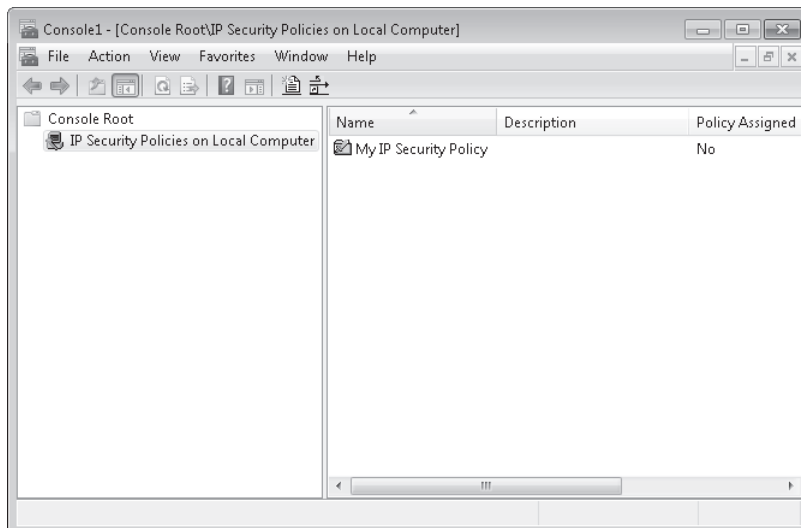 Console1 - [Console Root\IP Security Policies on Local Computer]
File Action View Favorites Window Help
Console Root
IP Security Policies on Local Computer
Name Description Policy Assigned
My IP Security Policy No